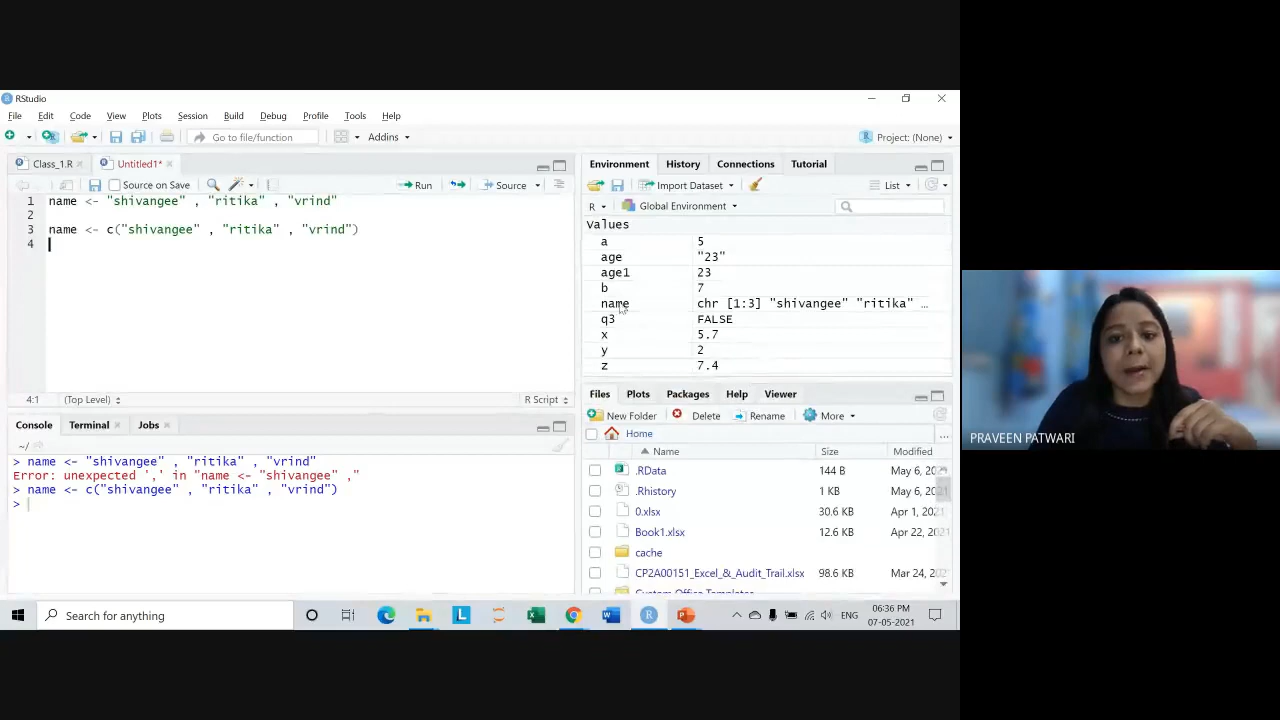 RStudio
File Edit Code View Plots Session Build Debug Profile Tools Help
Go to file/function Addins Project: (None)
Class_1.R Untitled1*
Source on Save Run Source
1 name <- "shivangee" , "ritika" , "vrind"
2
3 name <- c("shivangee" , "ritika" , "vrind")
4
4:1 (Top Level) R Script
Console Terminal Jobs
~/
> name <- "shivangee" , "ritika" , "vrind"
Error: unexpected ',' in "name <- "shivangee" ,"
> name <- c("shivangee" , "ritika" , "vrind")
>
Environment History Connections Tutorial
Import Dataset List
R Global Environment
Values
a 5
age "23"
age1 23
b 7
name chr [1:3] "shivangee" "ritika" …
q3 FALSE
x 5.7
y 2
z 7.4
Files Plots Packages Help Viewer
New Folder Delete Rename More
Home ...
Name Size Modified
.RData 144 B May 6, 20
.Rhistory 1 KB May 6, 20
0.xlsx 30.6 KB Apr 1, 2021
Book1.xlsx 12.6 KB Apr 22, 202
cache
CP2A00151_Excel_&_Audit_Trail.xlsx 98.6 KB Mar 24, 20
PRAVEEN PATWARI
Search for anything
ENG
06:36 PM
07-05-2021